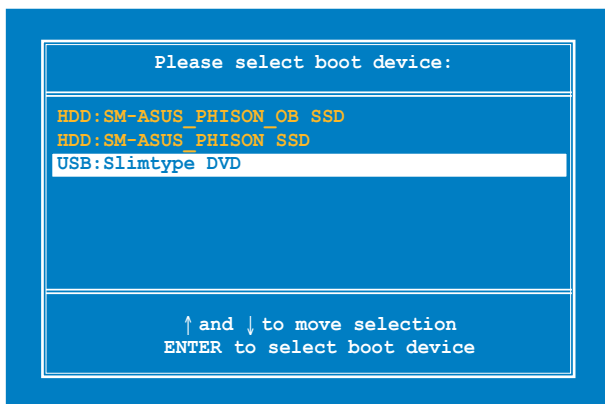 Please select boot device:
HDD:SM-ASUS_PHISON_OB SSD
HDD:SM-ASUS_PHISON SSD
USB:Slimtype DVD
↑ and ↓ to move selection
ENTER to select boot device